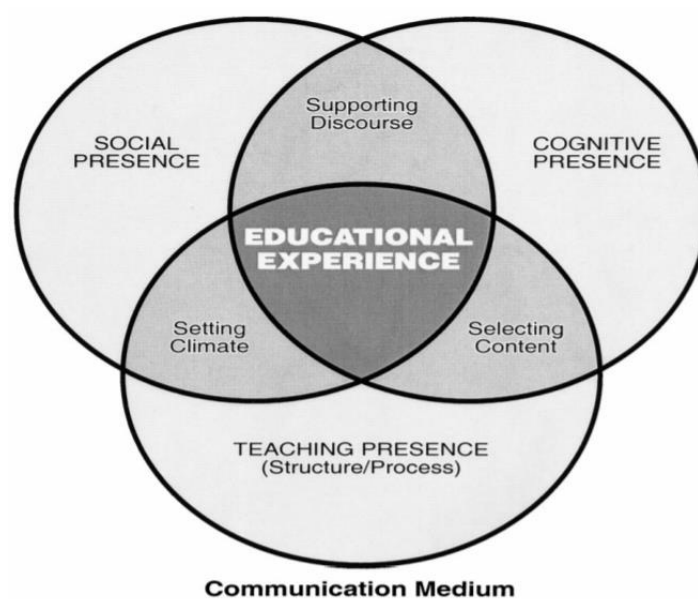 Supporting
Discourse
SOCIAL
PRESENCE
COGNITIVE
PRESENCE
EDUCATIONAL
EXPERIENCE
Setting
Climate
Selecting
Content
TEACHING PRESENCE
(Structure/Process)
Communication Medium